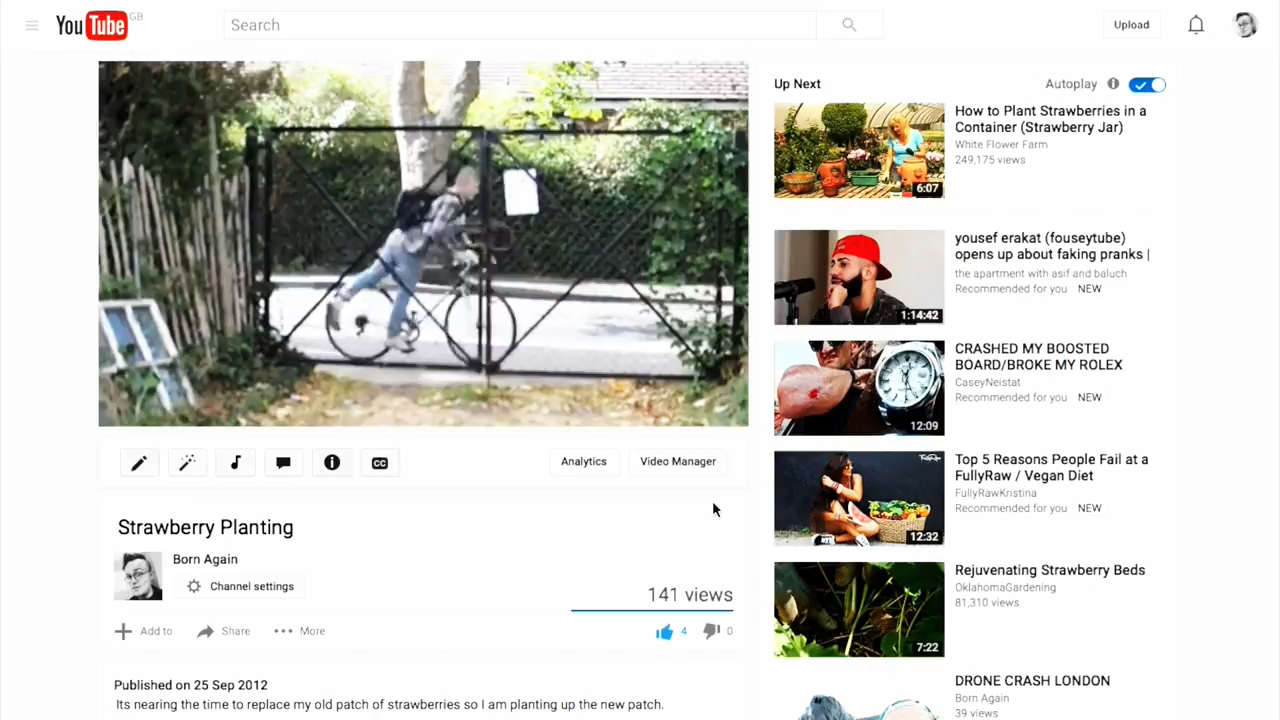 YouTube GB
Search
Upload
Up Next
Autoplay
How to Plant Strawberries in a
Container (Strawberry Jar)
White Flower Farm
249,175 views
6:07
yousef erakat (fouseytube)
opens up about faking pranks |
the apartment with asif and baluch
Recommended for you NEW
1:14:42
CRASHED MY BOOSTED
BOARD/BROKE MY ROLEX
CaseyNeistat
Recommended for you NEW
12:09
Top 5 Reasons People Fail at a
FullyRaw / Vegan Diet
FullyRawKristina
Recommended for you NEW
12:32
Rejuvenating Strawberry Beds
OklahomaGardening
81,310 views
7:22
DRONE CRASH LONDON
Born Again
39 views
CC
Analytics
Video Manager
Strawberry Planting
Born Again
Channel settings
141 views
Add to
Share
More
4
0
Published on 25 Sep 2012
Its nearing the time to replace my old patch of strawberries so I am planting up the new patch.